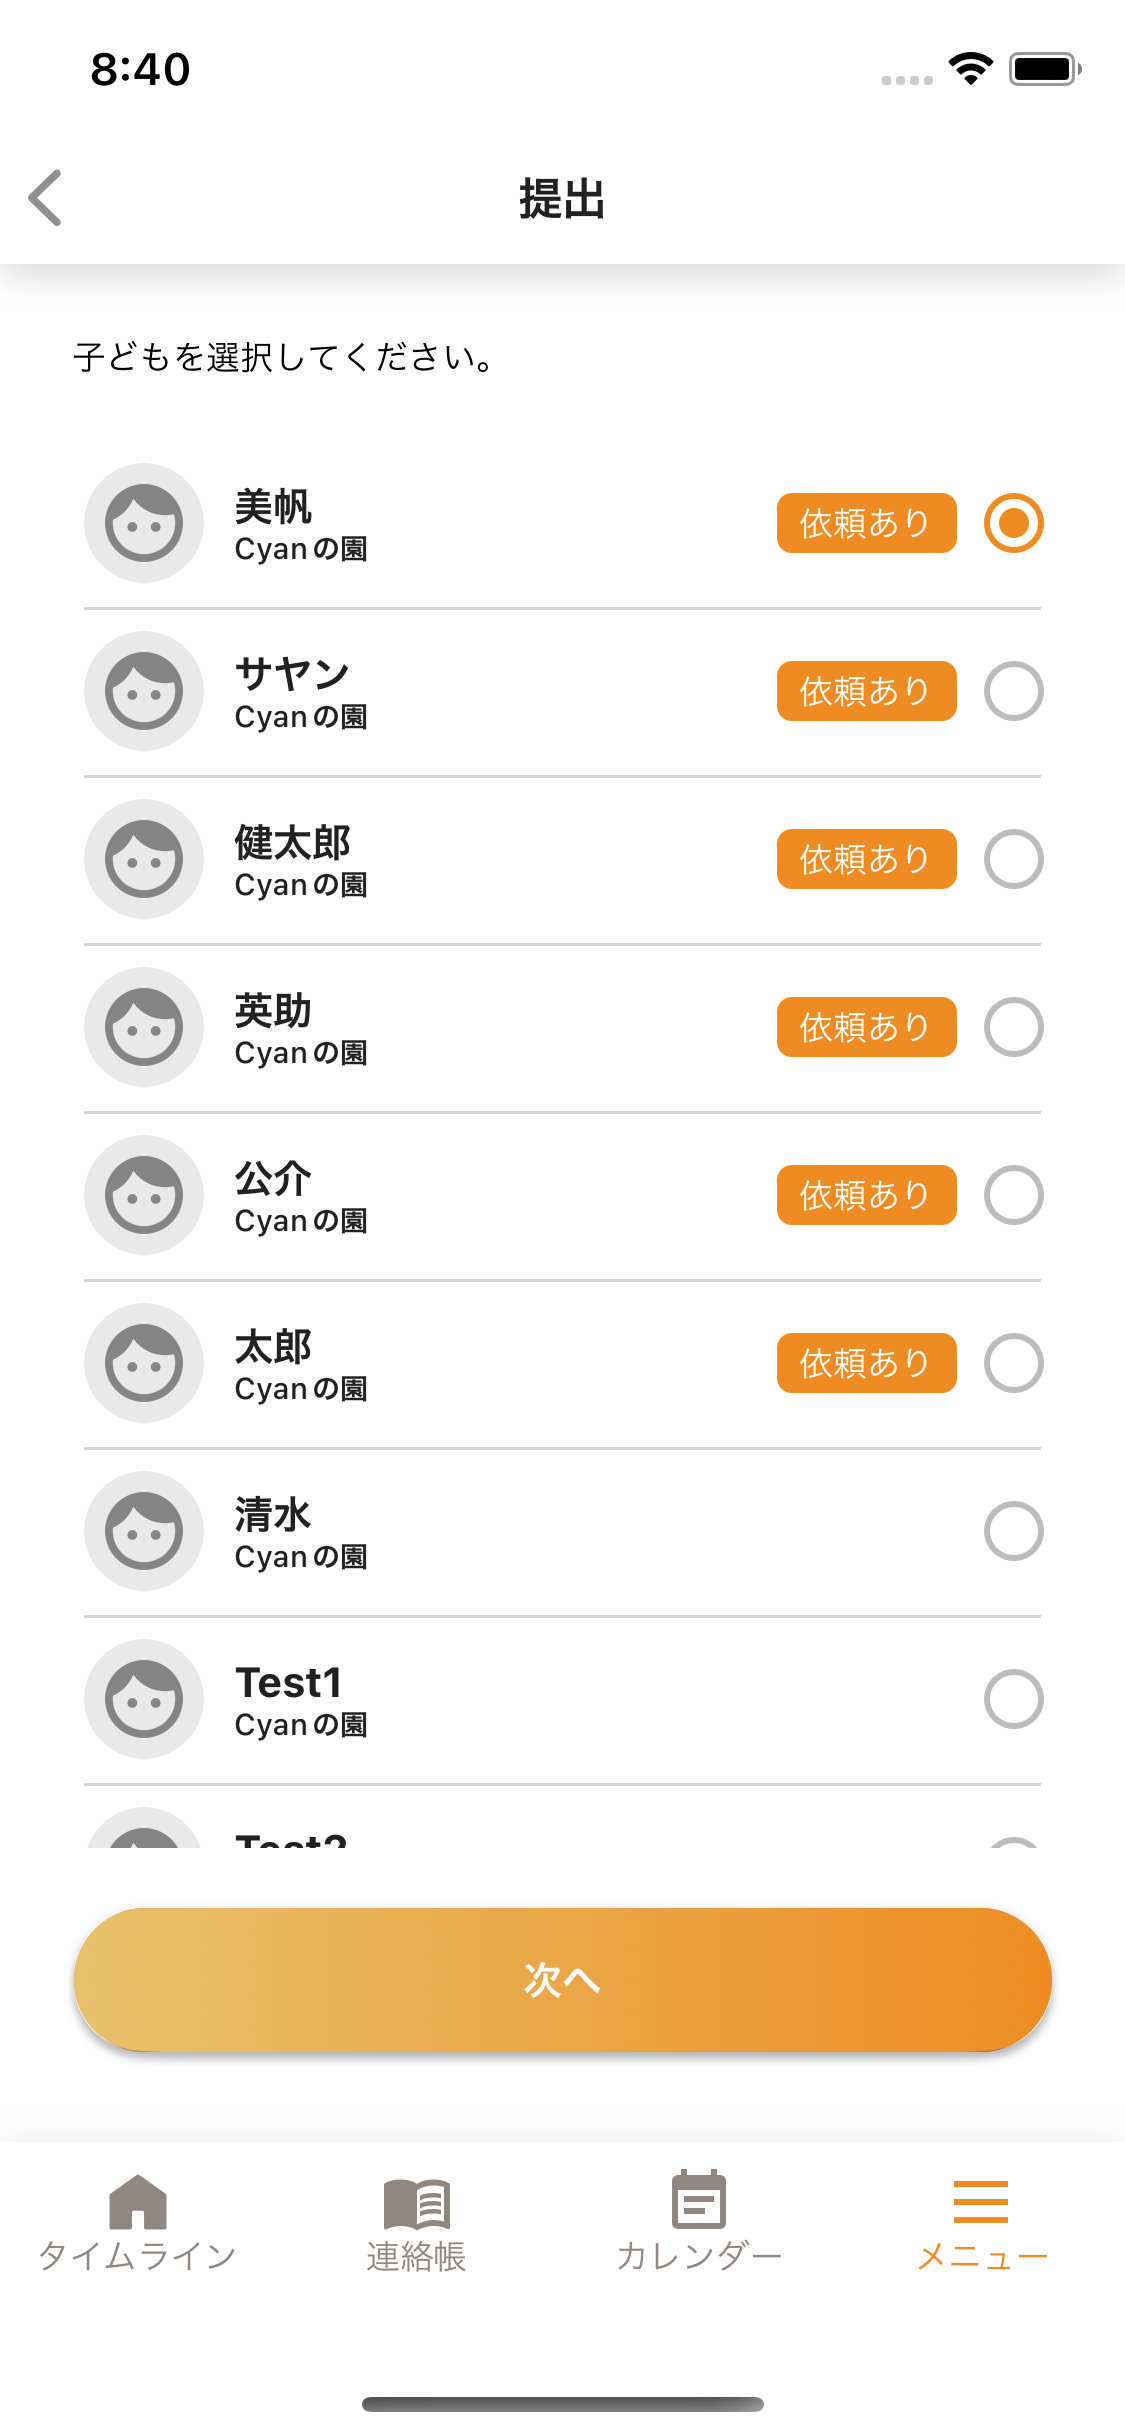 8:40
提出
子どもを選択してください。
美帆
Cyanの園
依頼あり
サヤン
Cyanの園
依頼あり
健太郎
Cyanの園
依頼あり
英助
Cyanの園
依頼あり
公介
Cyanの園
依頼あり
太郎
Cyanの園
依頼あり
清水
Cyanの園
Test1
Cyanの園
Test2
次へ
タイムライン
連絡帳
カレンダー
メニュー